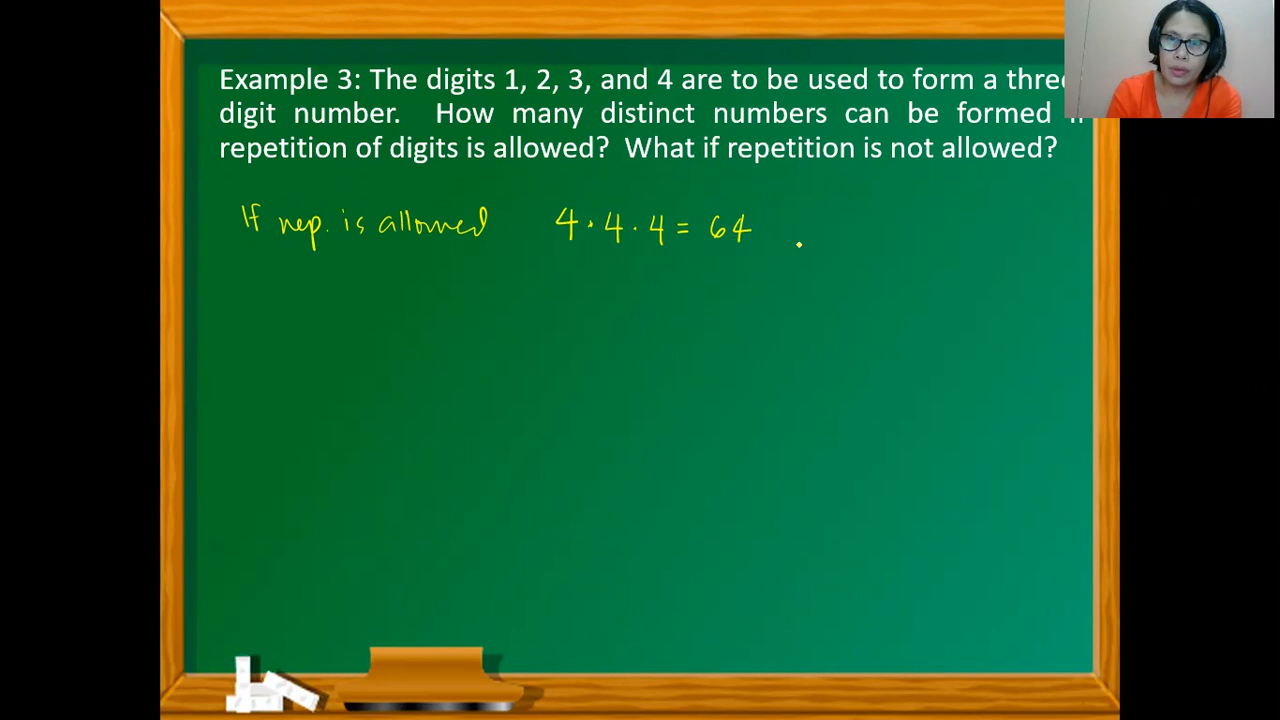 Example 3: The digits 1, 2, 3, and 4 are to be used to form a three
digit number. How many distinct numbers can be formed
repetition of digits is allowed? What if repetition is not allowed?
If rep. is allowed 4 · 4 · 4 = 64